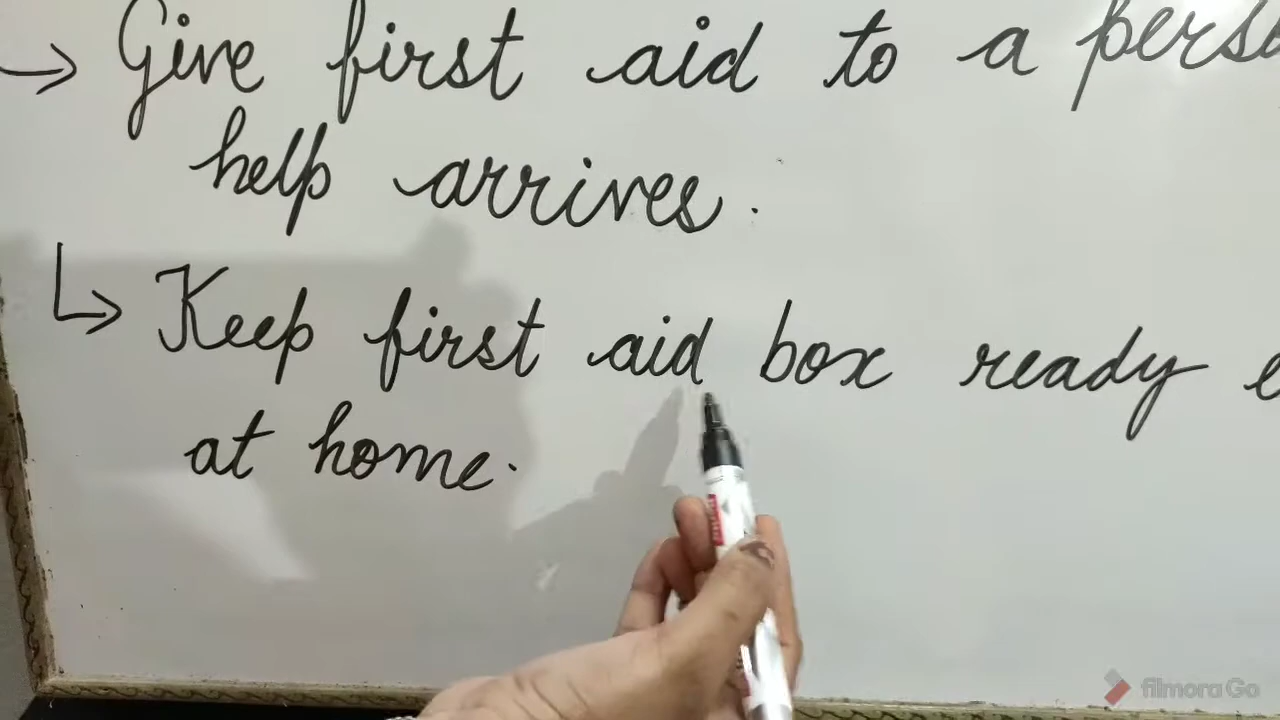 → Give first aid to a
help arrives.
↳ Keep first aid box ready
at home.
filmora Go